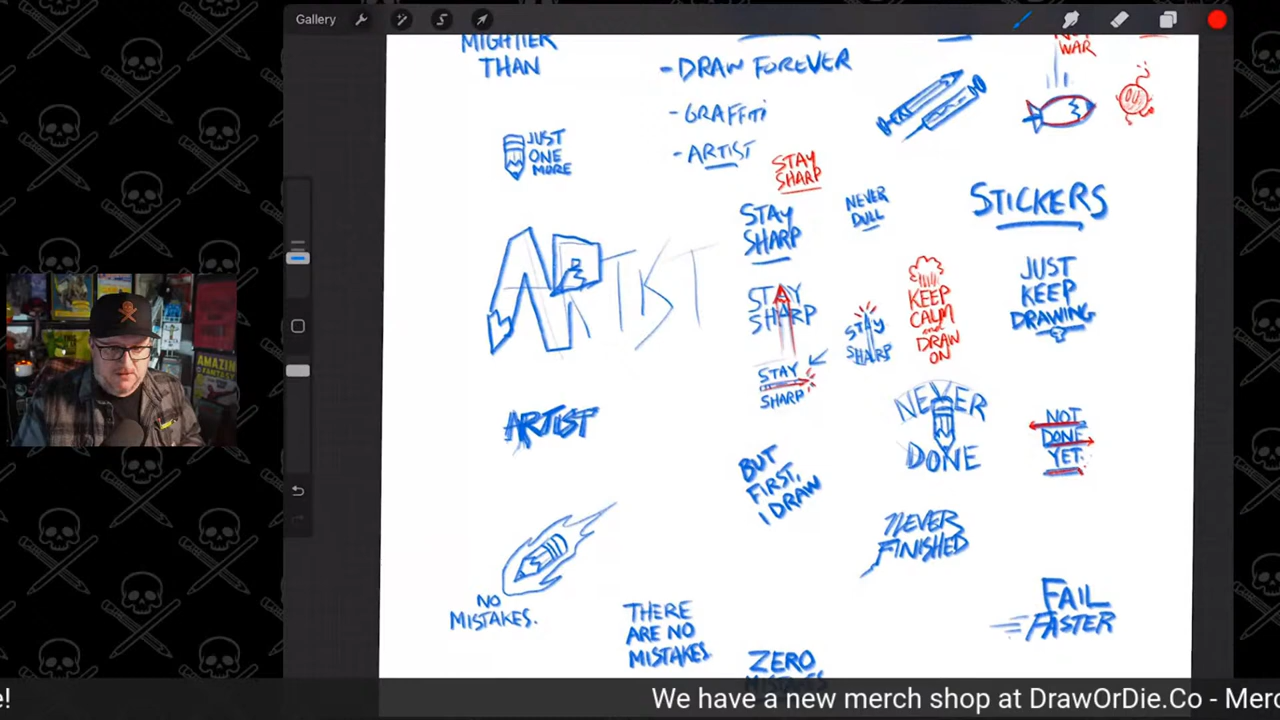 Gallery
MIGHTIER
THAN
- DRAW FOREVER
- GRAFFITI
- ARTIST
WAR
JUST
ONE
MORE
STAY
SHARP
STAY
SHARP
NEVER
DULL
STICKERS
ARTIST
STAY
SHARP
STAY
SHARP
KEEP
CALM
and
DRAW
ON
JUST
KEEP
DRAWING
STAY
SHARP
ARTIST
NEVER
DONE
NOT
DONE
YET.
BUT
FIRST,
I DRAW
NEVER
FINISHED
NO
MISTAKES.
THERE
ARE NO
MISTAKES.
FAIL
FASTER
ZERO
AMAZING
FANTASY
e!
We have a new merch shop at DrawOrDie.Co - Merc